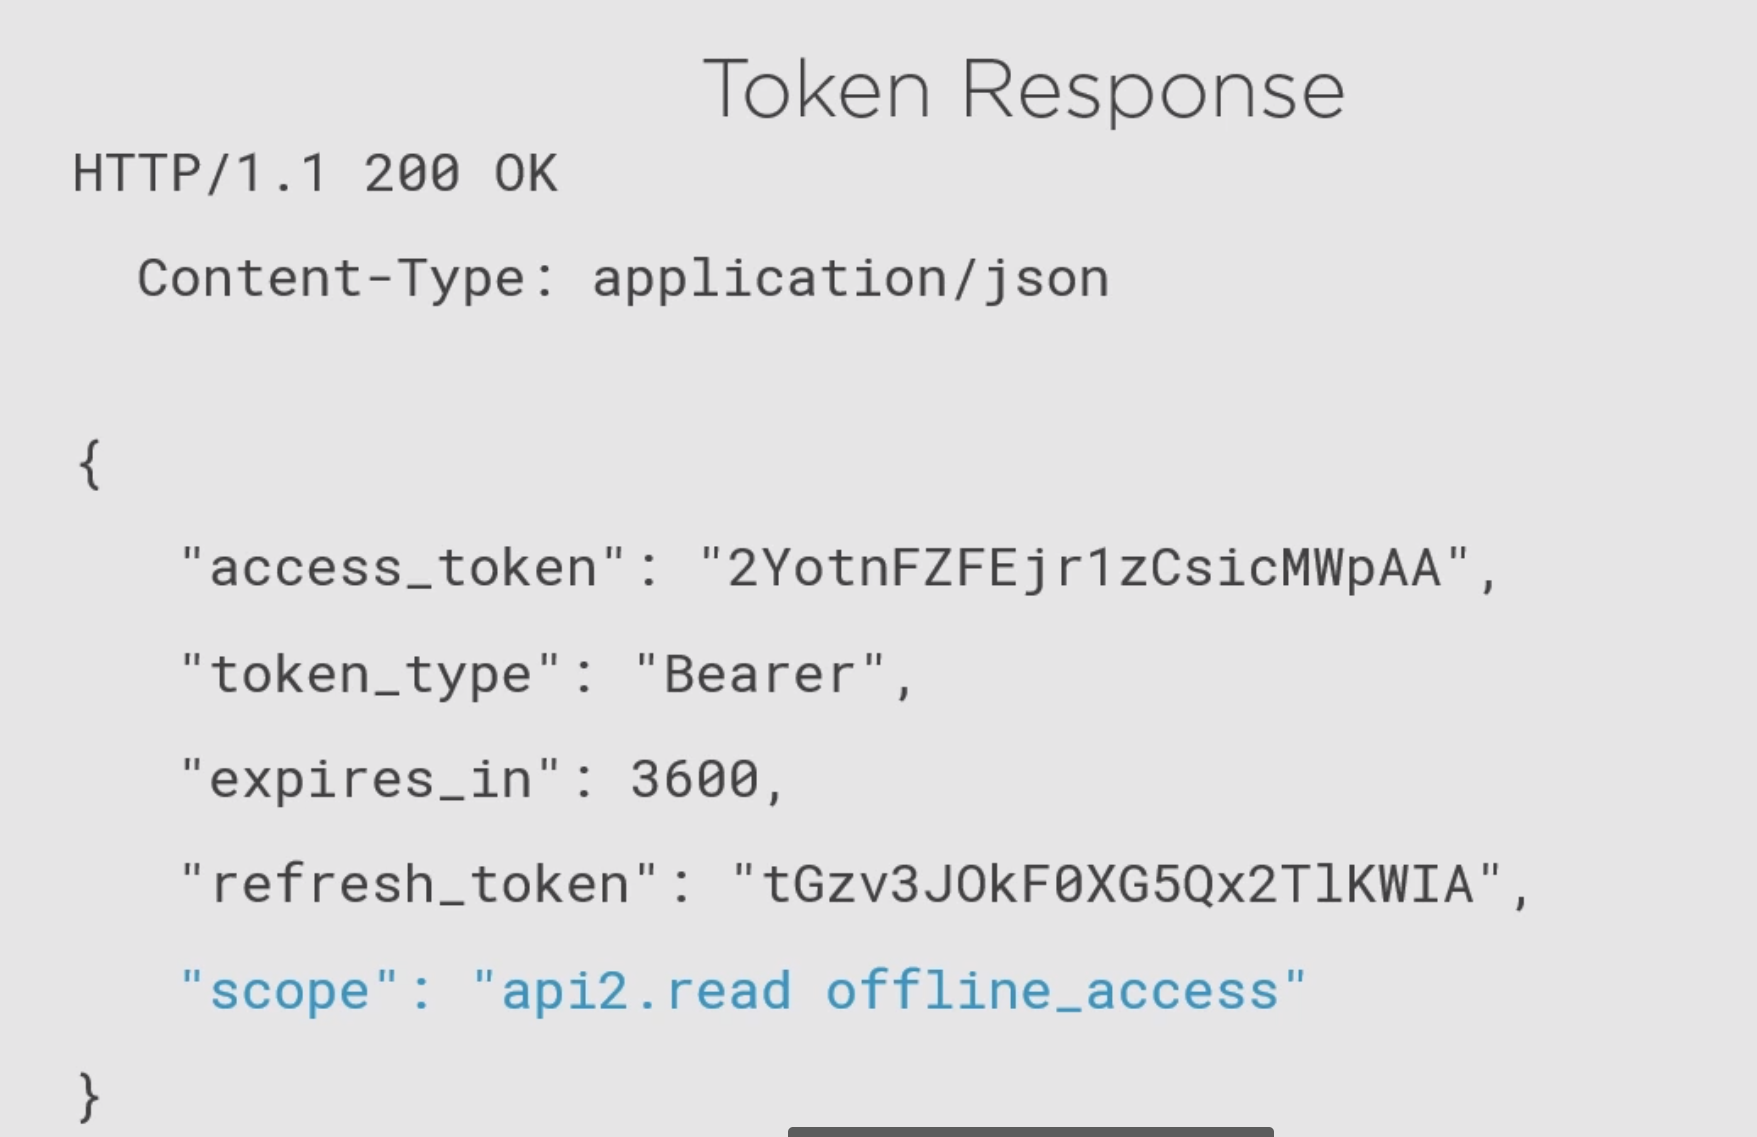 Token Response
HTTP/1.1 200 OK
Content-Type: application/json
{
"access_token": "2YotnFZFEjr1zCsicMWpAA",
"token_type": "Bearer",
"expires_in": 3600,
"refresh_token": "tGzv3JOkF0XG5Qx2TlKWIA",
"scope": "api2.read offline_access"
}